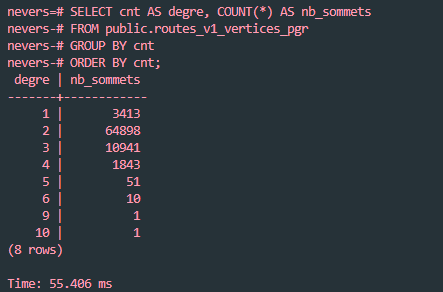 nevers=# SELECT cnt AS degre, COUNT(*) AS nb_sommets
nevers-# FROM public.routes_v1_vertices_pgr
nevers-# GROUP BY cnt
nevers-# ORDER BY cnt;
 degre | nb_sommets
-------+------------
     1 |       3413
     2 |      64898
     3 |      10941
     4 |       1843
     5 |         51
     6 |         10
     9 |          1
    10 |          1
(8 rows)

Time: 55.406 ms